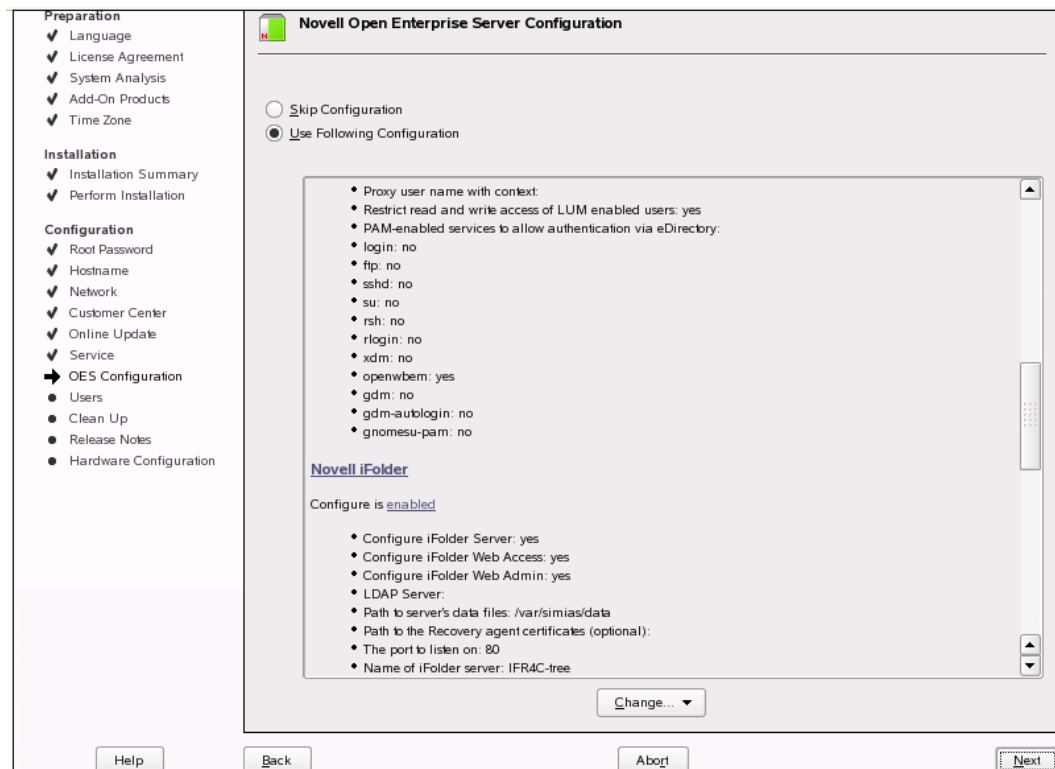 Preparation
Language
License Agreement
System Analysis
Add-On Products
Time Zone
Installation
Installation Summary
Perform Installation
Configuration
Root Password
Hostname
Network
Customer Center
Online Update
Service
OES Configuration
Users
Clean Up
Release Notes
Hardware Configuration
N
Novell Open Enterprise Server Configuration
Skip Configuration
Use Following Configuration
Proxy user name with context:
Restrict read and write access of LUM enabled users: yes
PAM-enabled services to allow authentication via eDirectory:
login: no
ftp: no
sshd: no
su: no
rsh: no
rlogin: no
xdm: no
openwbem: yes
gdm: no
gdm-autologin: no
gnomesu-pam: no
Novell iFolder
Configure is enabled
Configure iFolder Server: yes
Configure iFolder Web Access: yes
Configure iFolder Web Admin: yes
LDAP Server:
Path to server's data files: /var/simias/data
Path to the Recovery agent certificates (optional):
The port to listen on: 80
Name of iFolder server: IFR4C-tree
Change...
Help
Back
Abort
Next